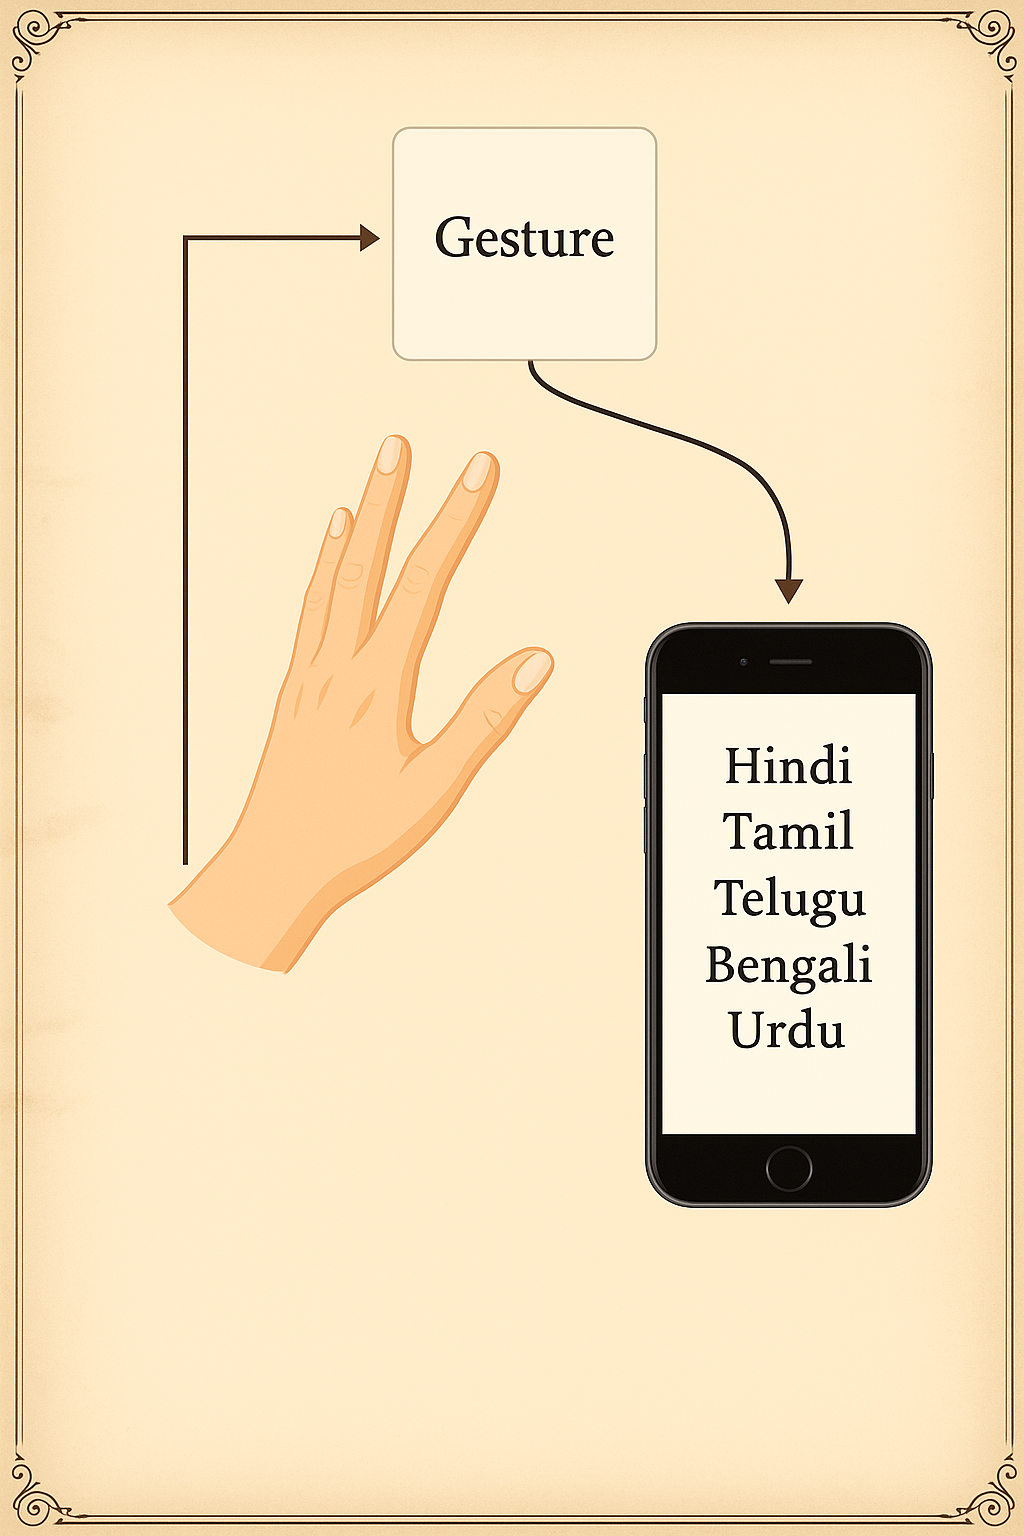 Gesture
Hindi
Tamil
Telugu
Bengali
Urdu